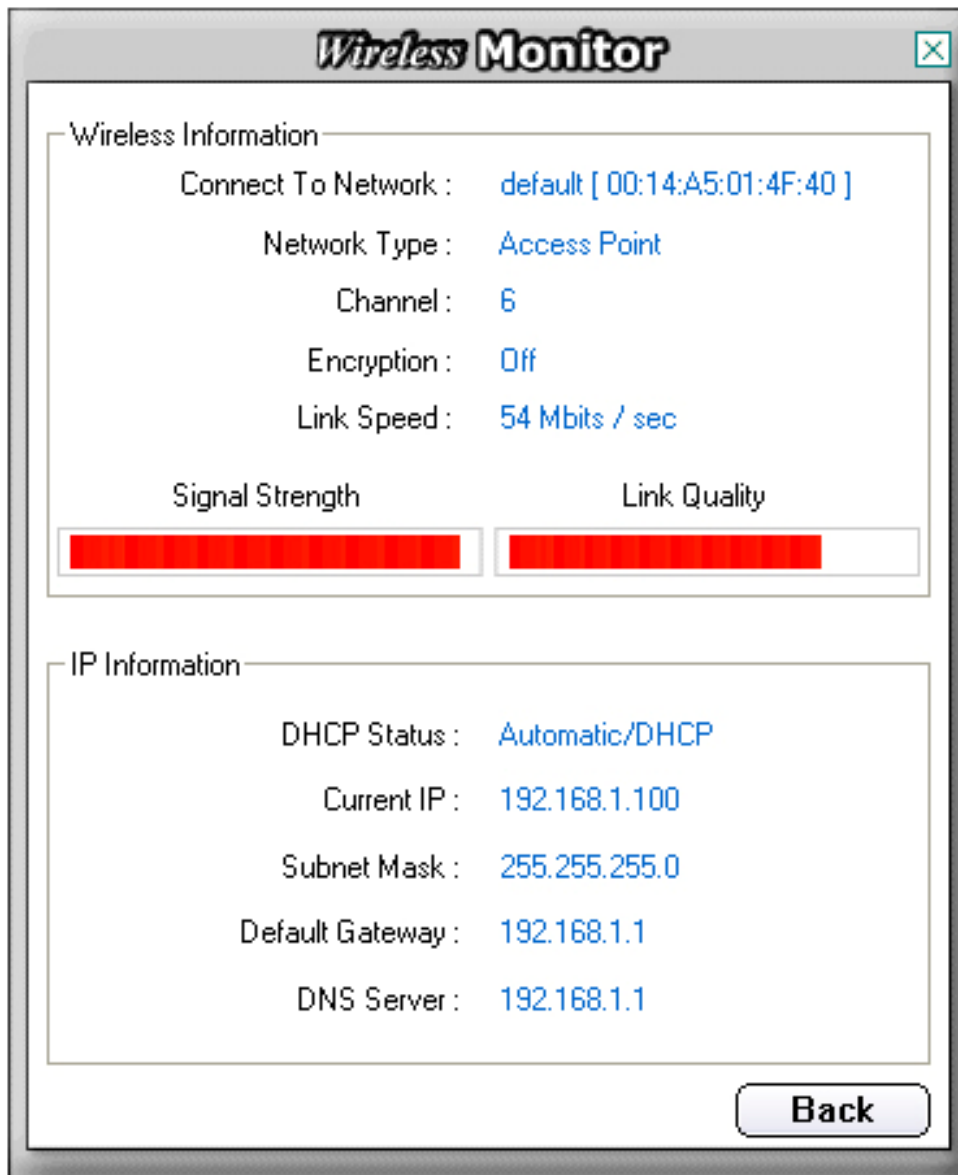 Wireless Monitor
Wireless Information
Connect To Network : default [ 00:14:A5:01:4F:40 ]
Network Type : Access Point
Channel : 6
Encryption : Off
Link Speed : 54 Mbits / sec
Signal Strength Link Quality
IP Information
DHCP Status : Automatic/DHCP
Current IP : 192.168.1.100
Subnet Mask : 255.255.255.0
Default Gateway : 192.168.1.1
DNS Server : 192.168.1.1
Back